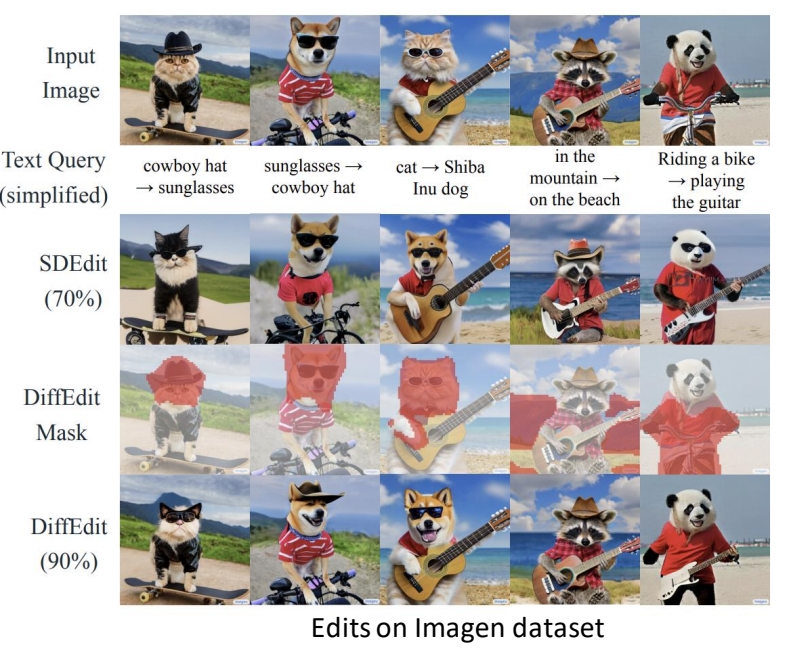 Input
Image
Text Query
(simplified)
cowboy hat
→ sunglasses
sunglasses →
cowboy hat
cat → Shiba
Inu dog
in the
mountain →
on the beach
Riding a bike
→ playing
the guitar
SDEdit
(70%)
DiffEdit
Mask
DiffEdit
(90%)
Edits on Imagen dataset